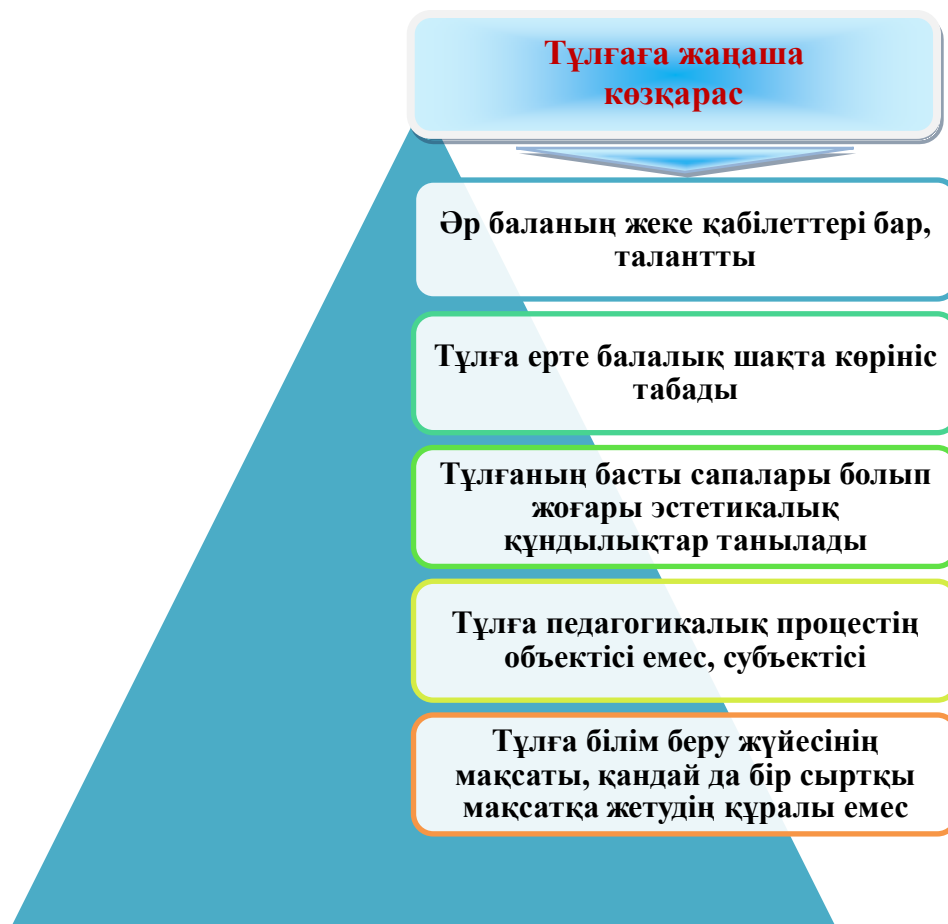 Тұлғаға жаңаша
көзқарас
Әр баланың жеке қабілеттері бар,
талантты
Тұлға ерте балалық шақта көрініс
табады
Тұлғаның басты сапалары болып
жоғары эстетикалық
құндылықтар танылады
Тұлға педагогикалық процестің
объектісі емес, субъектісі
Тұлға білім беру жүйесінің
мақсаты, қандай да бір сыртқы
мақсатқа жетудің құралы емес